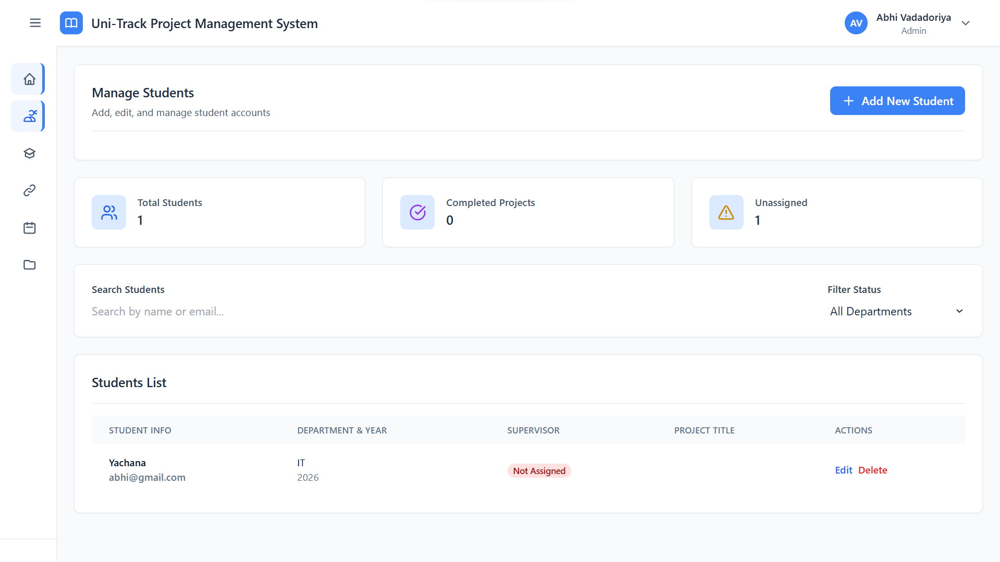 Uni-Track Project Management System
AV
Abhi Vadadoriya
Admin
Manage Students
Add, edit, and manage student accounts
Add New Student
Total Students
1
Completed Projects
0
Unassigned
1
Search Students
Search by name or email...
Filter Status
All Departments
Students List
STUDENT INFO DEPARTMENT & YEAR SUPERVISOR PROJECT TITLE ACTIONS
Yachana
abhi@gmail.com
IT
2026
Not Assigned
Edit Delete